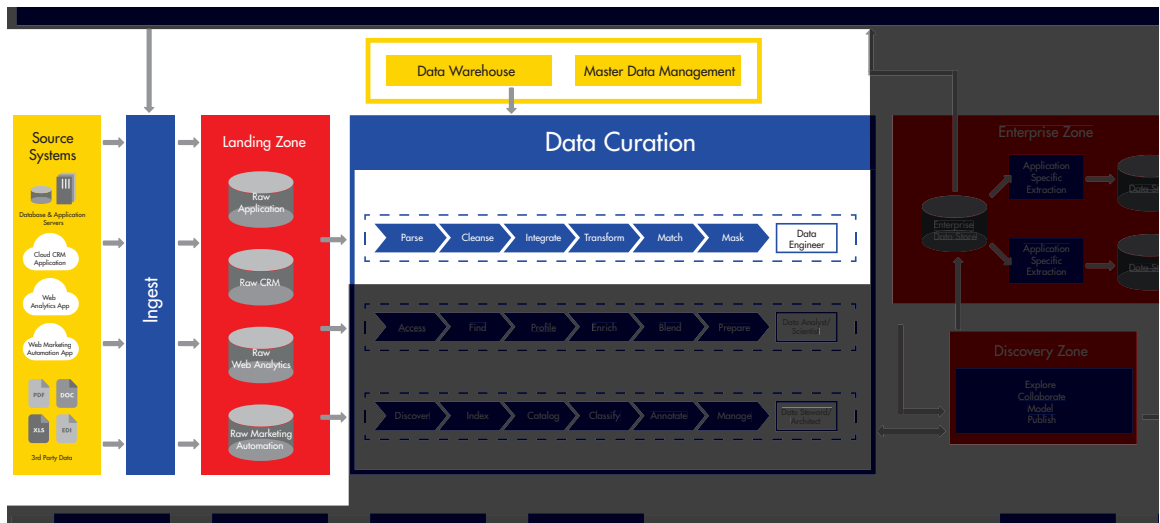 Data Warehouse
Master Data Management
Source
Systems
Database & Application
Servers
Cloud CRM
Application
Web
Analytics App
Web Marketing
Automation App
PDF
DOC
XLS
EDI
3rd Party Data
Ingest
Landing Zone
Raw
Application
Raw CRM
Raw
Web Analytics
Raw Marketing
Automation
Data Curation
Parse
Cleanse
Integrate
Transform
Match
Mask
Data
Engineer
Access
Find
Profile
Enrich
Blend
Prepare
Data Analyst/
Discover
Index
Catalog
Classify
Annotate
Manage
Data Steward/
Architect
Enterprise Zone
Enterprise
Data Store
Application
Specific
Extraction
Application
Specific
Extraction
Discovery Zone
Explore
Collaborate
Model
Publish